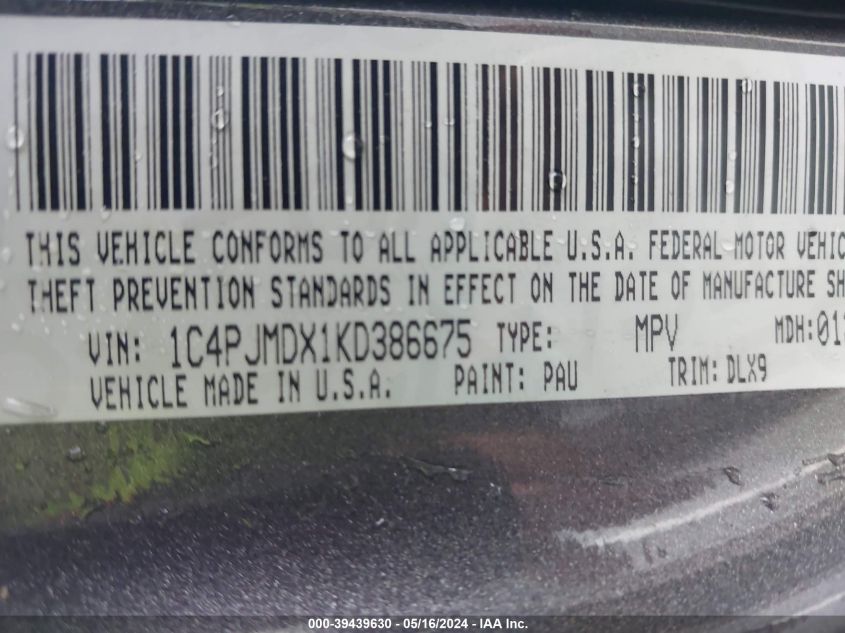 THIS VEHICLE CONFORMS TO ALL APPLICABLE U.S.A. FEDERAL MOTOR VEHIC
THEFT PREVENTION STANDARDS IN EFFECT ON THE DATE OF MANUFACTURE SH
VIN: 1C4PJMDX1KD386675 TYPE: MPV MDH:01
VEHICLE MADE IN U.S.A. PAINT: PAU TRIM: DLX9
000-39439630 - 05/16/2024 - IAA Inc.